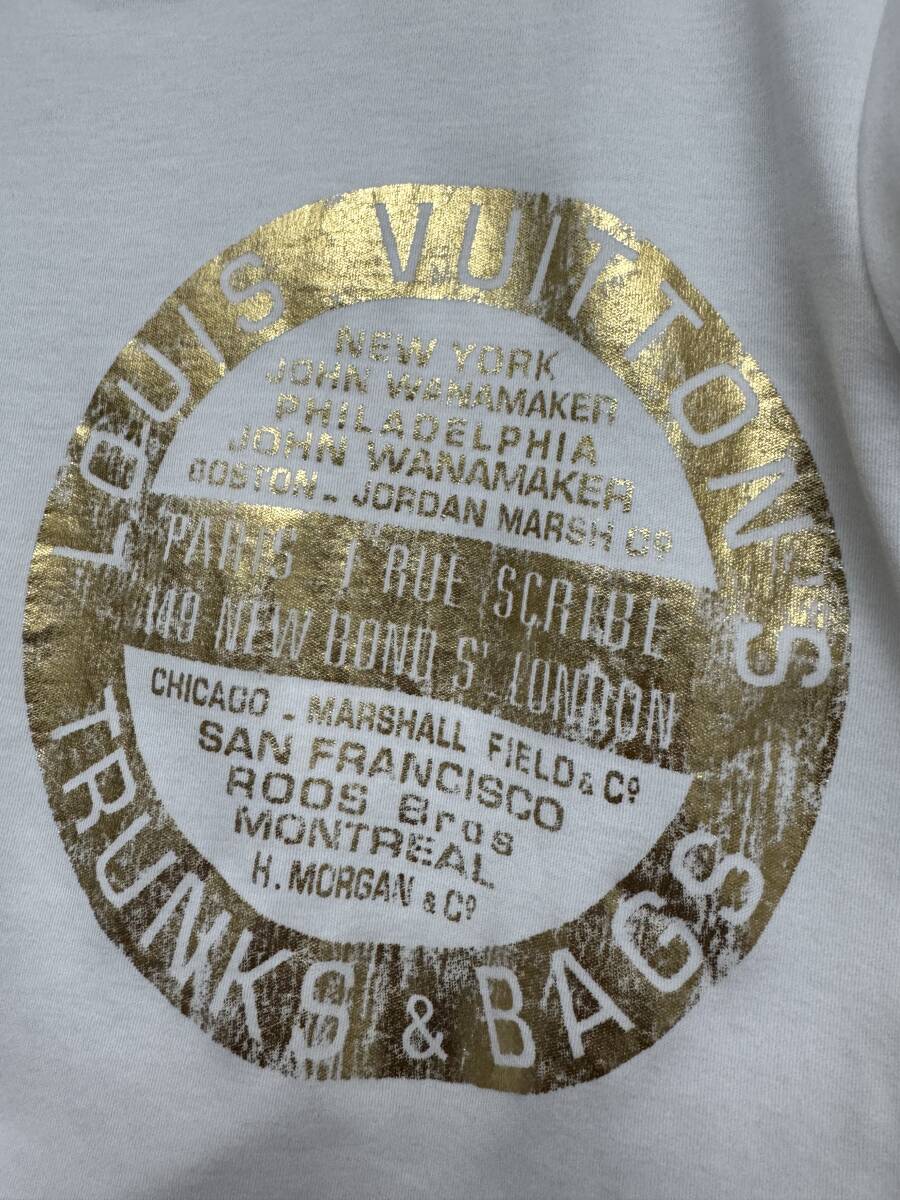 LOUIS VUITTON'S
NEW YORK
JOHN WANAMAKER
PHILADELPHIA
JOHN WANAMAKER
BOSTON - JORDAN MARSH Cº
PARIS 1 RUE SCRIBE
149 NEW BOND St LONDON
CHICAGO - MARSHALL FIELD & Cº
SAN FRANCISCO
ROOS Bros
MONTREAL
H. MORGAN & Cº
TRUNKS & BAGS